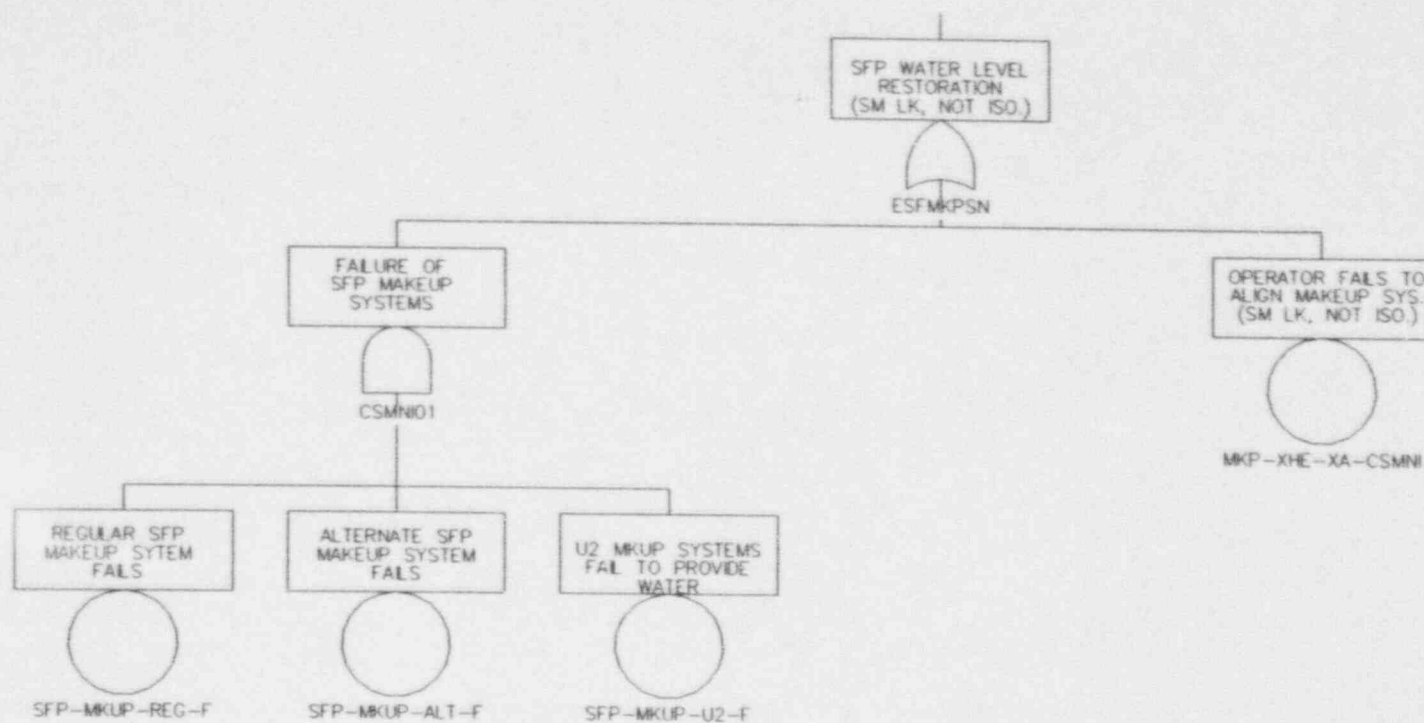 SFP WATER LEVEL
RESTORATION
(SM LK, NOT ISO.)
ESFMKPSN
FAILURE OF
SFP MAKEUP
SYSTEMS
CSMNI01
OPERATOR FAILS TO
ALIGN MAKEUP SYS
(SM LK, NOT ISO.)
MKP-XHE-XA-CSMNI
REGULAR SFP
MAKEUP SYTEM
FAILS
SFP-MKUP-REG-F
ALTERNATE SFP
MAKEUP SYSTEM
FAILS
SFP-MKUP-ALT-F
U2 MKUP SYSTEMS
FAIL TO PROVIDE
WATER
SFP-MKUP-U2-F